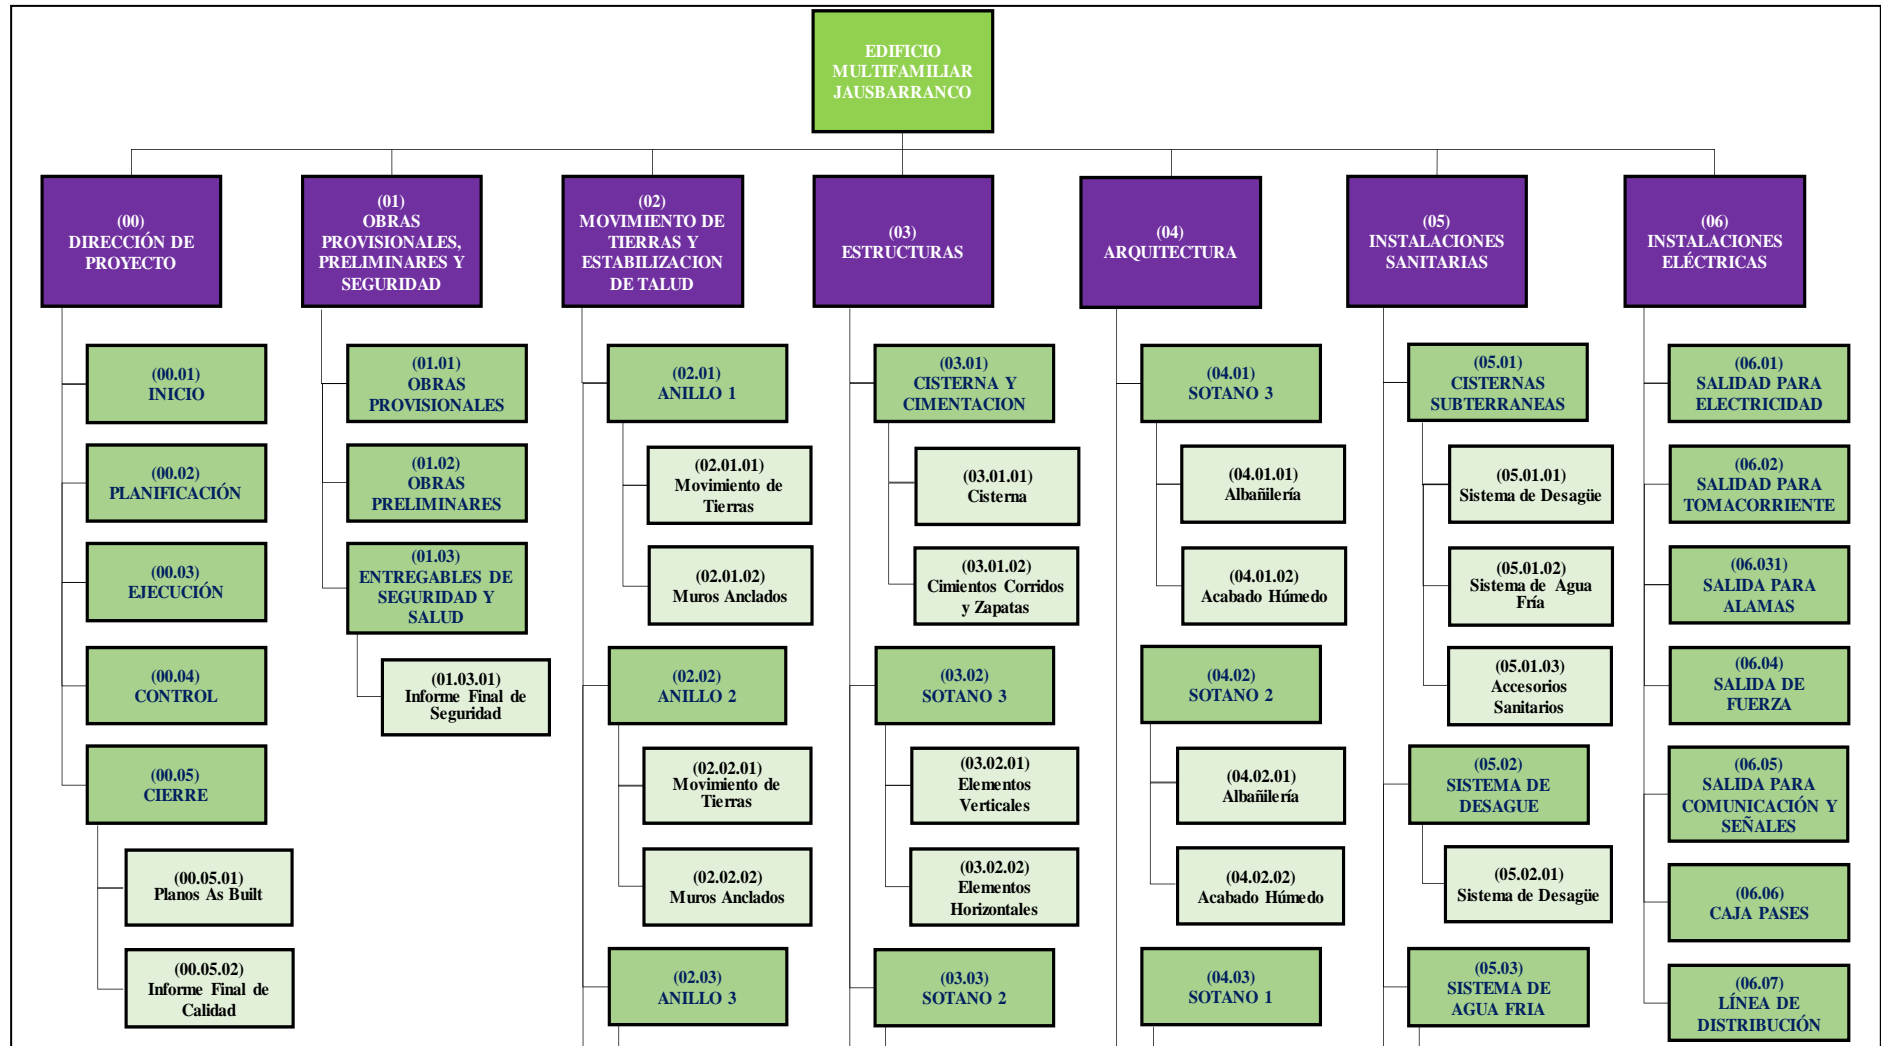 EDIFICIO
MULTIFAMILIAR
JAUSBARRANCO
(00)
DIRECCIÓN DE
PROYECTO
(00.01)
INICIO
(00.02)
PLANIFICACIÓN
(00.03)
EJECUCIÓN
(00.04)
CONTROL
(00.05)
CIERRE
(00.05.01)
Planos As Built
(00.05.02)
Informe Final de
Calidad
(01)
OBRAS
PROVISIONALES,
PRELIMINARES Y
SEGURIDAD
(01.01)
OBRAS
PROVISIONALES
(01.02)
OBRAS
PRELIMINARES
(01.03)
ENTREGABLES DE
SEGURIDAD Y
SALUD
(01.03.01)
Informe Final de
Seguridad
(02)
MOVIMIENTO DE
TIERRAS Y
ESTABILIZACION
DE TALUD
(02.01)
ANILLO 1
(02.01.01)
Movimiento de
Tierras
(02.01.02)
Muros Anclados
(02.02)
ANILLO 2
(02.02.01)
Movimiento de
Tierras
(02.02.02)
Muros Anclados
(02.03)
ANILLO 3
(03)
ESTRUCTURAS
(03.01)
CISTERNA Y
CIMENTACION
(03.01.01)
Cisterna
(03.01.02)
Cimientos Corridos
y Zapatas
(03.02)
SOTANO 3
(03.02.01)
Elementos
Verticales
(03.02.02)
Elementos
Horizontales
(03.03)
SOTANO 2
(04)
ARQUITECTURA
(04.01)
SOTANO 3
(04.01.01)
Albañilería
(04.01.02)
Acabado Húmedo
(04.02)
SOTANO 2
(04.02.01)
Albañilería
(04.02.02)
Acabado Húmedo
(04.03)
SOTANO 1
(05)
INSTALACIONES
SANITARIAS
(05.01)
CISTERNAS
SUBTERRANEAS
(05.01.01)
Sistema de Desagüe
(05.01.02)
Sistema de Agua
Fría
(05.01.03)
Accesorios
Sanitarios
(05.02)
SISTEMA DE
DESAGUE
(05.02.01)
Sistema de Desagüe
(05.03)
SISTEMA DE
AGUA FRIA
(06)
INSTALACIONES
ELÉCTRICAS
(06.01)
SALIDAD PARA
ELECTRICIDAD
(06.02)
SALIDAD PARA
TOMACORRIENTE
(06.031)
SALIDA PARA
ALAMAS
(06.04)
SALIDA DE
FUERZA
(06.05)
SALIDA PARA
COMUNICACIÓN Y
SEÑALES
(06.06)
CAJA PASES
(06.07)
LÍNEA DE
DISTRIBUCIÓN